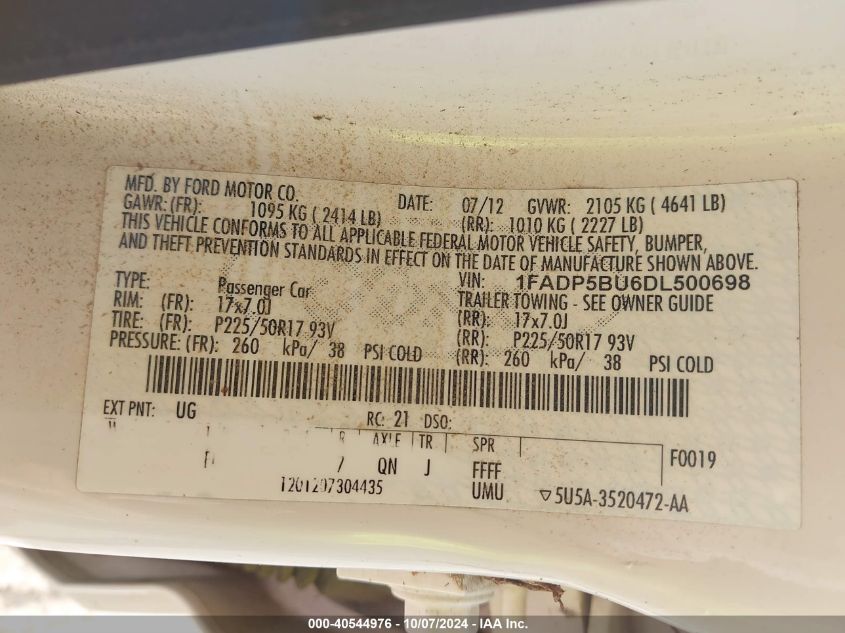 MFD. BY FORD MOTOR CO. DATE: 07/12 GVWR: 2105 KG ( 4641 LB)
GAWR: (FR): 1095 KG ( 2414 LB) (RR): 1010 KG ( 2227 LB)
THIS VEHICLE CONFORMS TO ALL APPLICABLE FEDERAL MOTOR VEHICLE SAFETY, BUMPER,
AND THEFT PREVENTION STANDARDS IN EFFECT ON THE DATE OF MANUFACTURE SHOWN ABOVE.
VIN: 1FADP5BU6DL500698
TYPE: Passenger Car TRAILER TOWING - SEE OWNER GUIDE
RIM: (FR): 17x7.0J (RR): 17x7.0J
TIRE: (FR): P225/50R17 93V (RR): P225/50R17 93V
PRESSURE: (FR): 260 kPa/ 38 PSI COLD (RR): 260 kPa/ 38 PSI COLD
EXT PNT: UG RC: 21 DSO:
AXLE TR SPR F0019
QN J FFFF
UMU ▽5U5A-3520472-AA
000-40544976 - 10/07/2024 - IAA Inc.